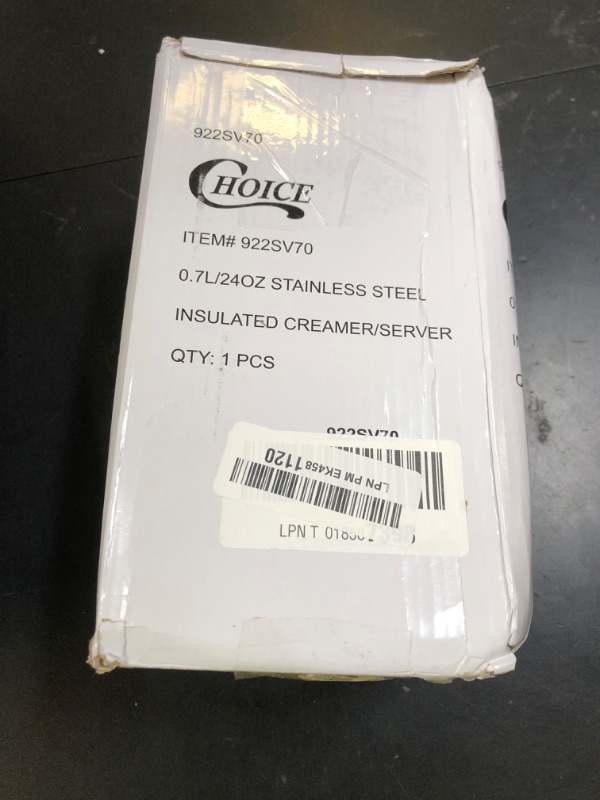 922SV70
CHOICE
ITEM# 922SV70
0.7L/24OZ STAINLESS STEEL
INSULATED CREAMER/SERVER
QTY: 1 PCS
922SV70
LPN PM EK458 1120
LPN T